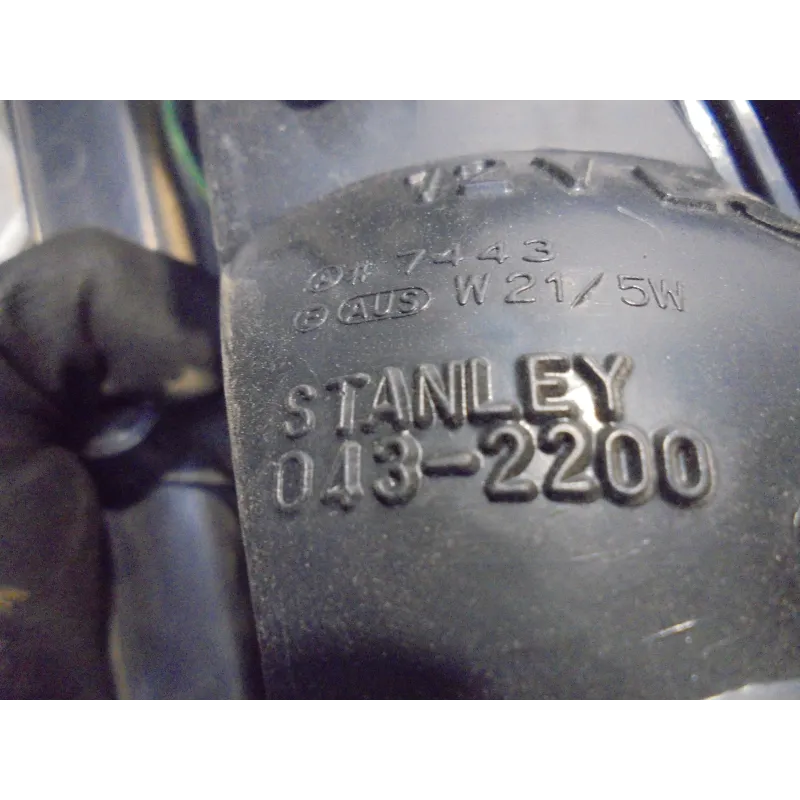 12V
Ⓐ# 7443
Ⓔ AUS W21/5W
STANLEY
043-2200